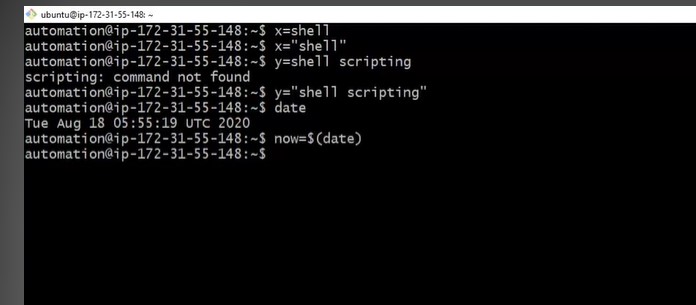 ubuntu@ip-172-31-55-148: ~
automation@ip-172-31-55-148:~$ x=shell
automation@ip-172-31-55-148:~$ x="shell"
automation@ip-172-31-55-148:~$ y=shell scripting
scripting: command not found
automation@ip-172-31-55-148:~$ y="shell scripting"
automation@ip-172-31-55-148:~$ date
Tue Aug 18 05:55:19 UTC 2020
automation@ip-172-31-55-148:~$ now=$(date)
automation@ip-172-31-55-148:~$